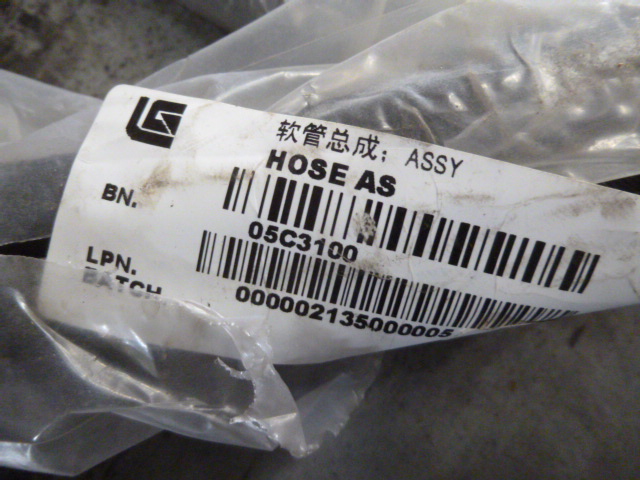 软管总成；ASSY
HOSE AS
BN.
05C3100
LPN.
000002135000005
BATCH